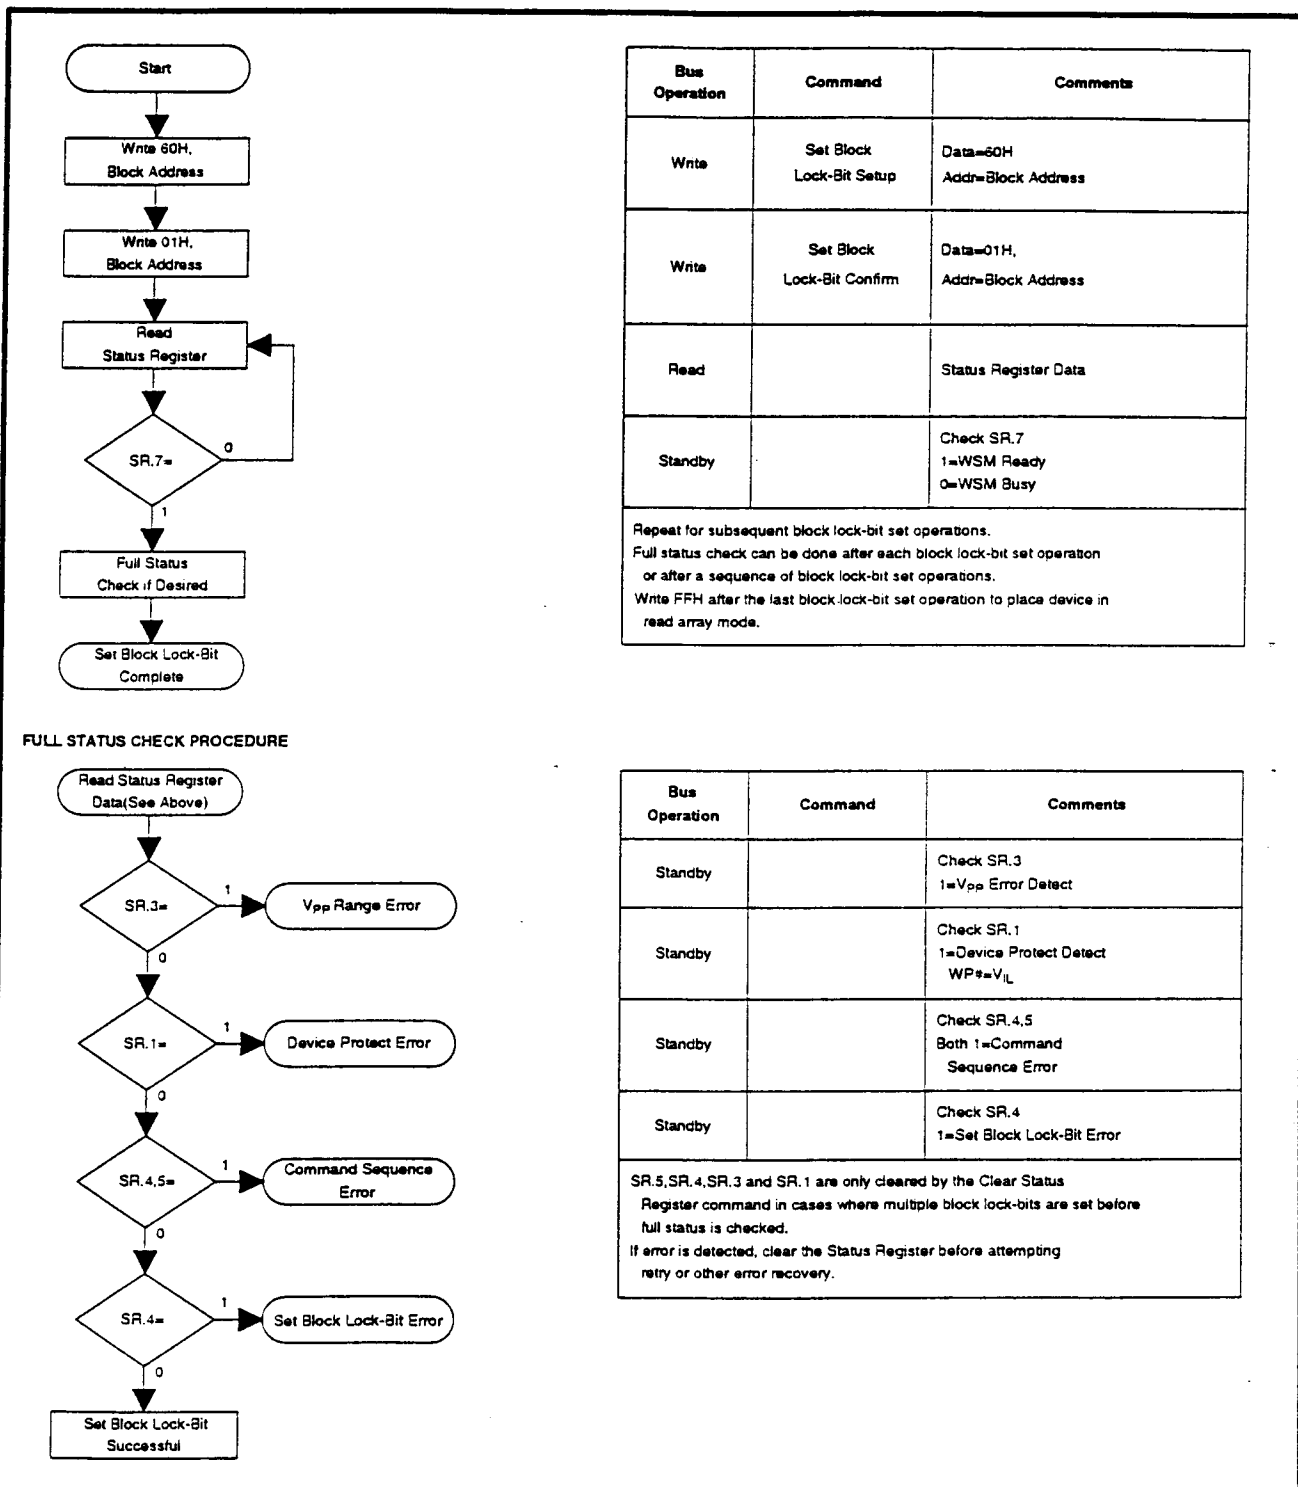 Start
Write 60H,
Block Address
Write 01H,
Block Address
Read
Status Register
SR.7=
0
1
Full Status
Check if Desired
Set Block Lock-Bit
Complete
Bus
Operation
Command
Comments
Write
Set Block
Lock-Bit Setup
Data=60H
Addr=Block Address
Write
Set Block
Lock-Bit Confirm
Data=01H,
Addr=Block Address
Read
Status Register Data
Standby
Check SR.7
1=WSM Ready
0=WSM Busy
Repeat for subsequent block lock-bit set operations.
Full status check can be done after each block lock-bit set operation
or after a sequence of block lock-bit set operations.
Write FFH after the last block lock-bit set operation to place device in
read array mode.
FULL STATUS CHECK PROCEDURE
Read Status Register
Data(See Above)
SR.3=
1
VPP Range Error
0
SR.1=
1
Device Protect Error
0
SR.4,5=
1
Command Sequence
Error
0
SR.4=
1
Set Block Lock-Bit Error
0
Set Block Lock-Bit
Successful
Bus
Operation
Command
Comments
Standby
Check SR.3
1=VPP Error Detect
Standby
Check SR.1
1=Device Protect Detect
WP#=VIL
Standby
Check SR.4,5
Both 1=Command
Sequence Error
Standby
Check SR.4
1=Set Block Lock-Bit Error
SR.5,SR.4,SR.3 and SR.1 are only cleared by the Clear Status
Register command in cases where multiple block lock-bits are set before
full status is checked.
If error is detected, clear the Status Register before attempting
retry or other error recovery.